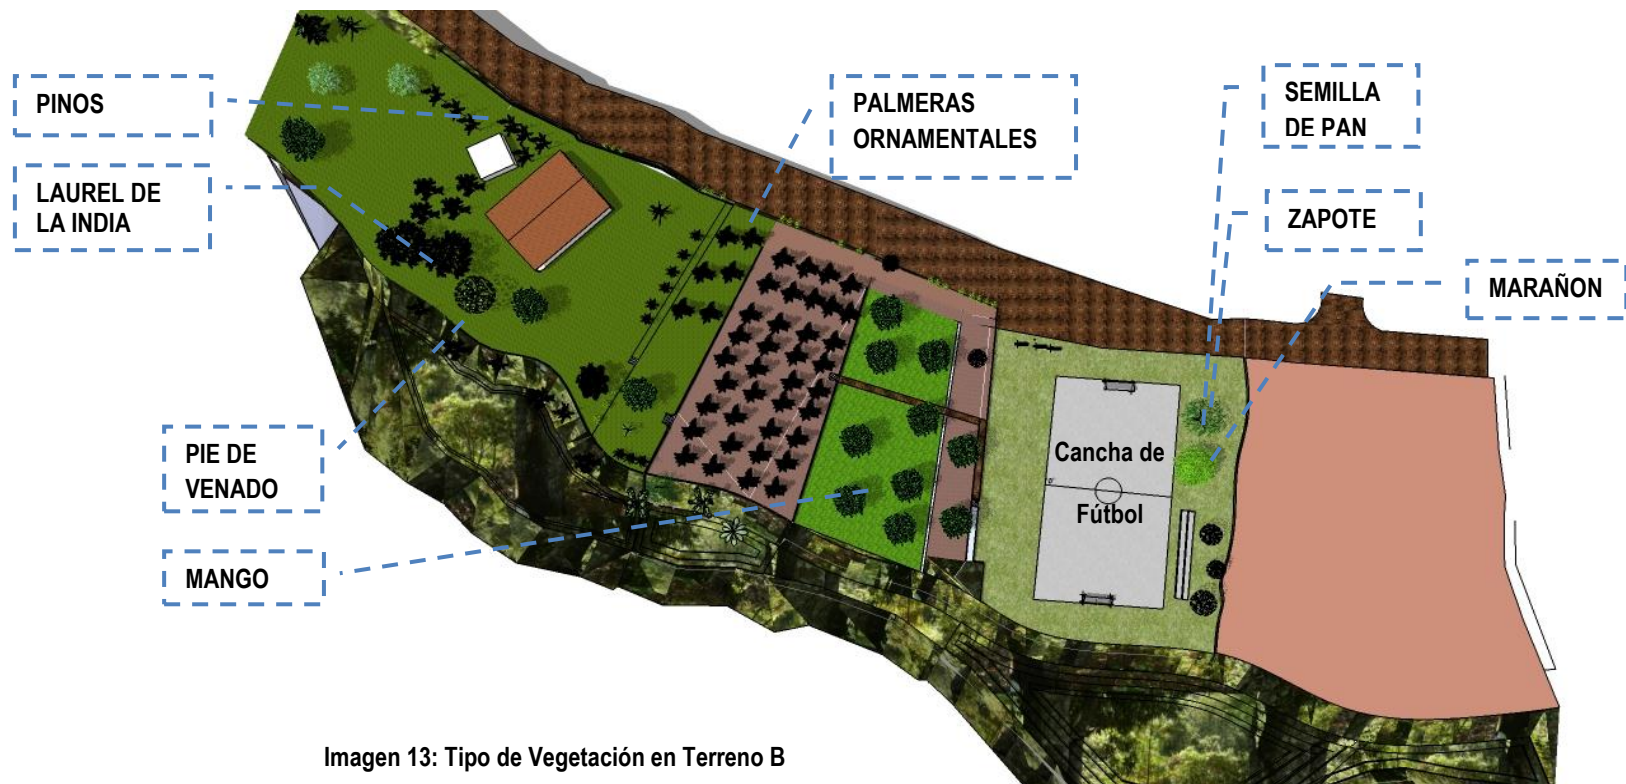 PINOS
LAUREL DE
LA INDIA
PIE DE
VENADO
MANGO
PALMERAS
ORNAMENTALES
SEMILLA
DE PAN
ZAPOTE
MARAÑON
Cancha de
Fútbol
Imagen 13: Tipo de Vegetación en Terreno B